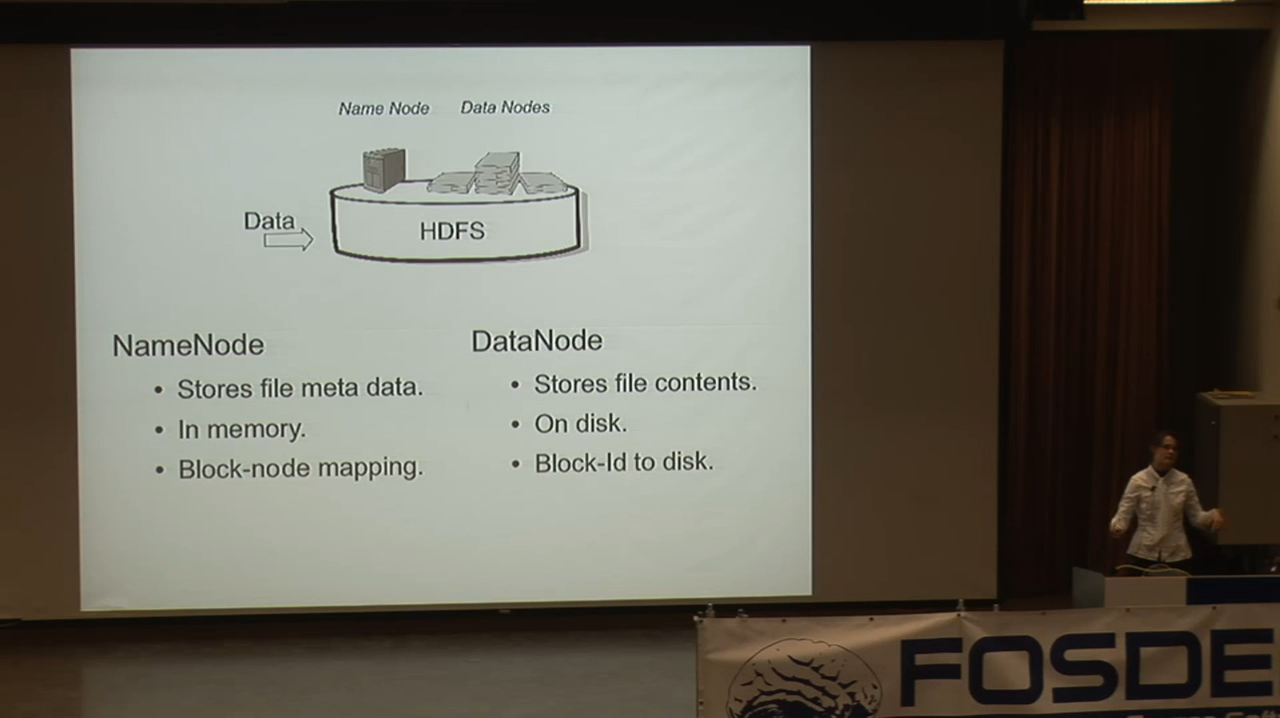 Name Node
Data Nodes
Data
HDFS
NameNode
• Stores file meta data.
• In memory.
• Block-node mapping.
DataNode
• Stores file contents.
• On disk.
• Block-Id to disk.
FOSDE